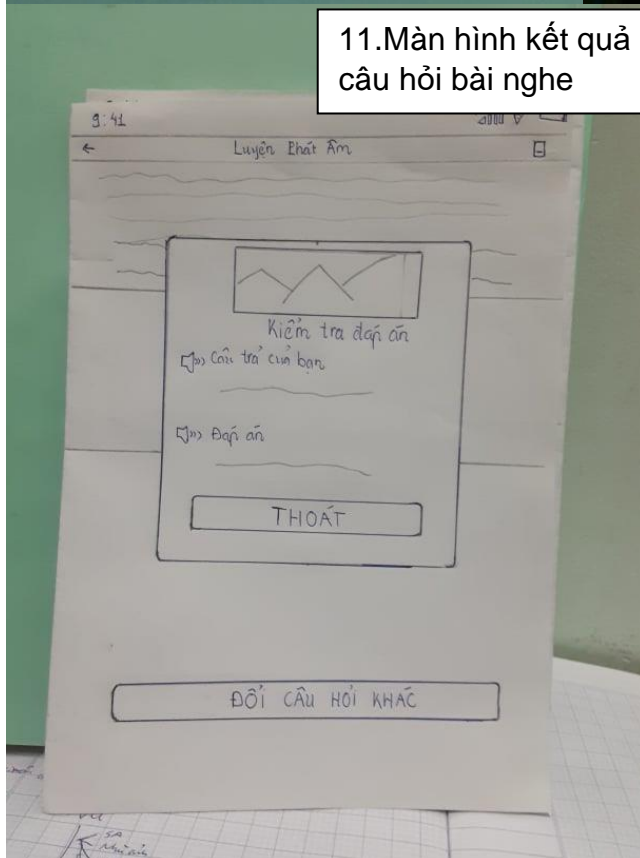 11.Màn hình kết quả
câu hỏi bài nghe
9:41
Luyện Phát Âm
Kiểm tra đáp án
Câu trả của bạn
Đáp án
THOÁT
ĐỔI CÂU HỎI KHÁC
SA